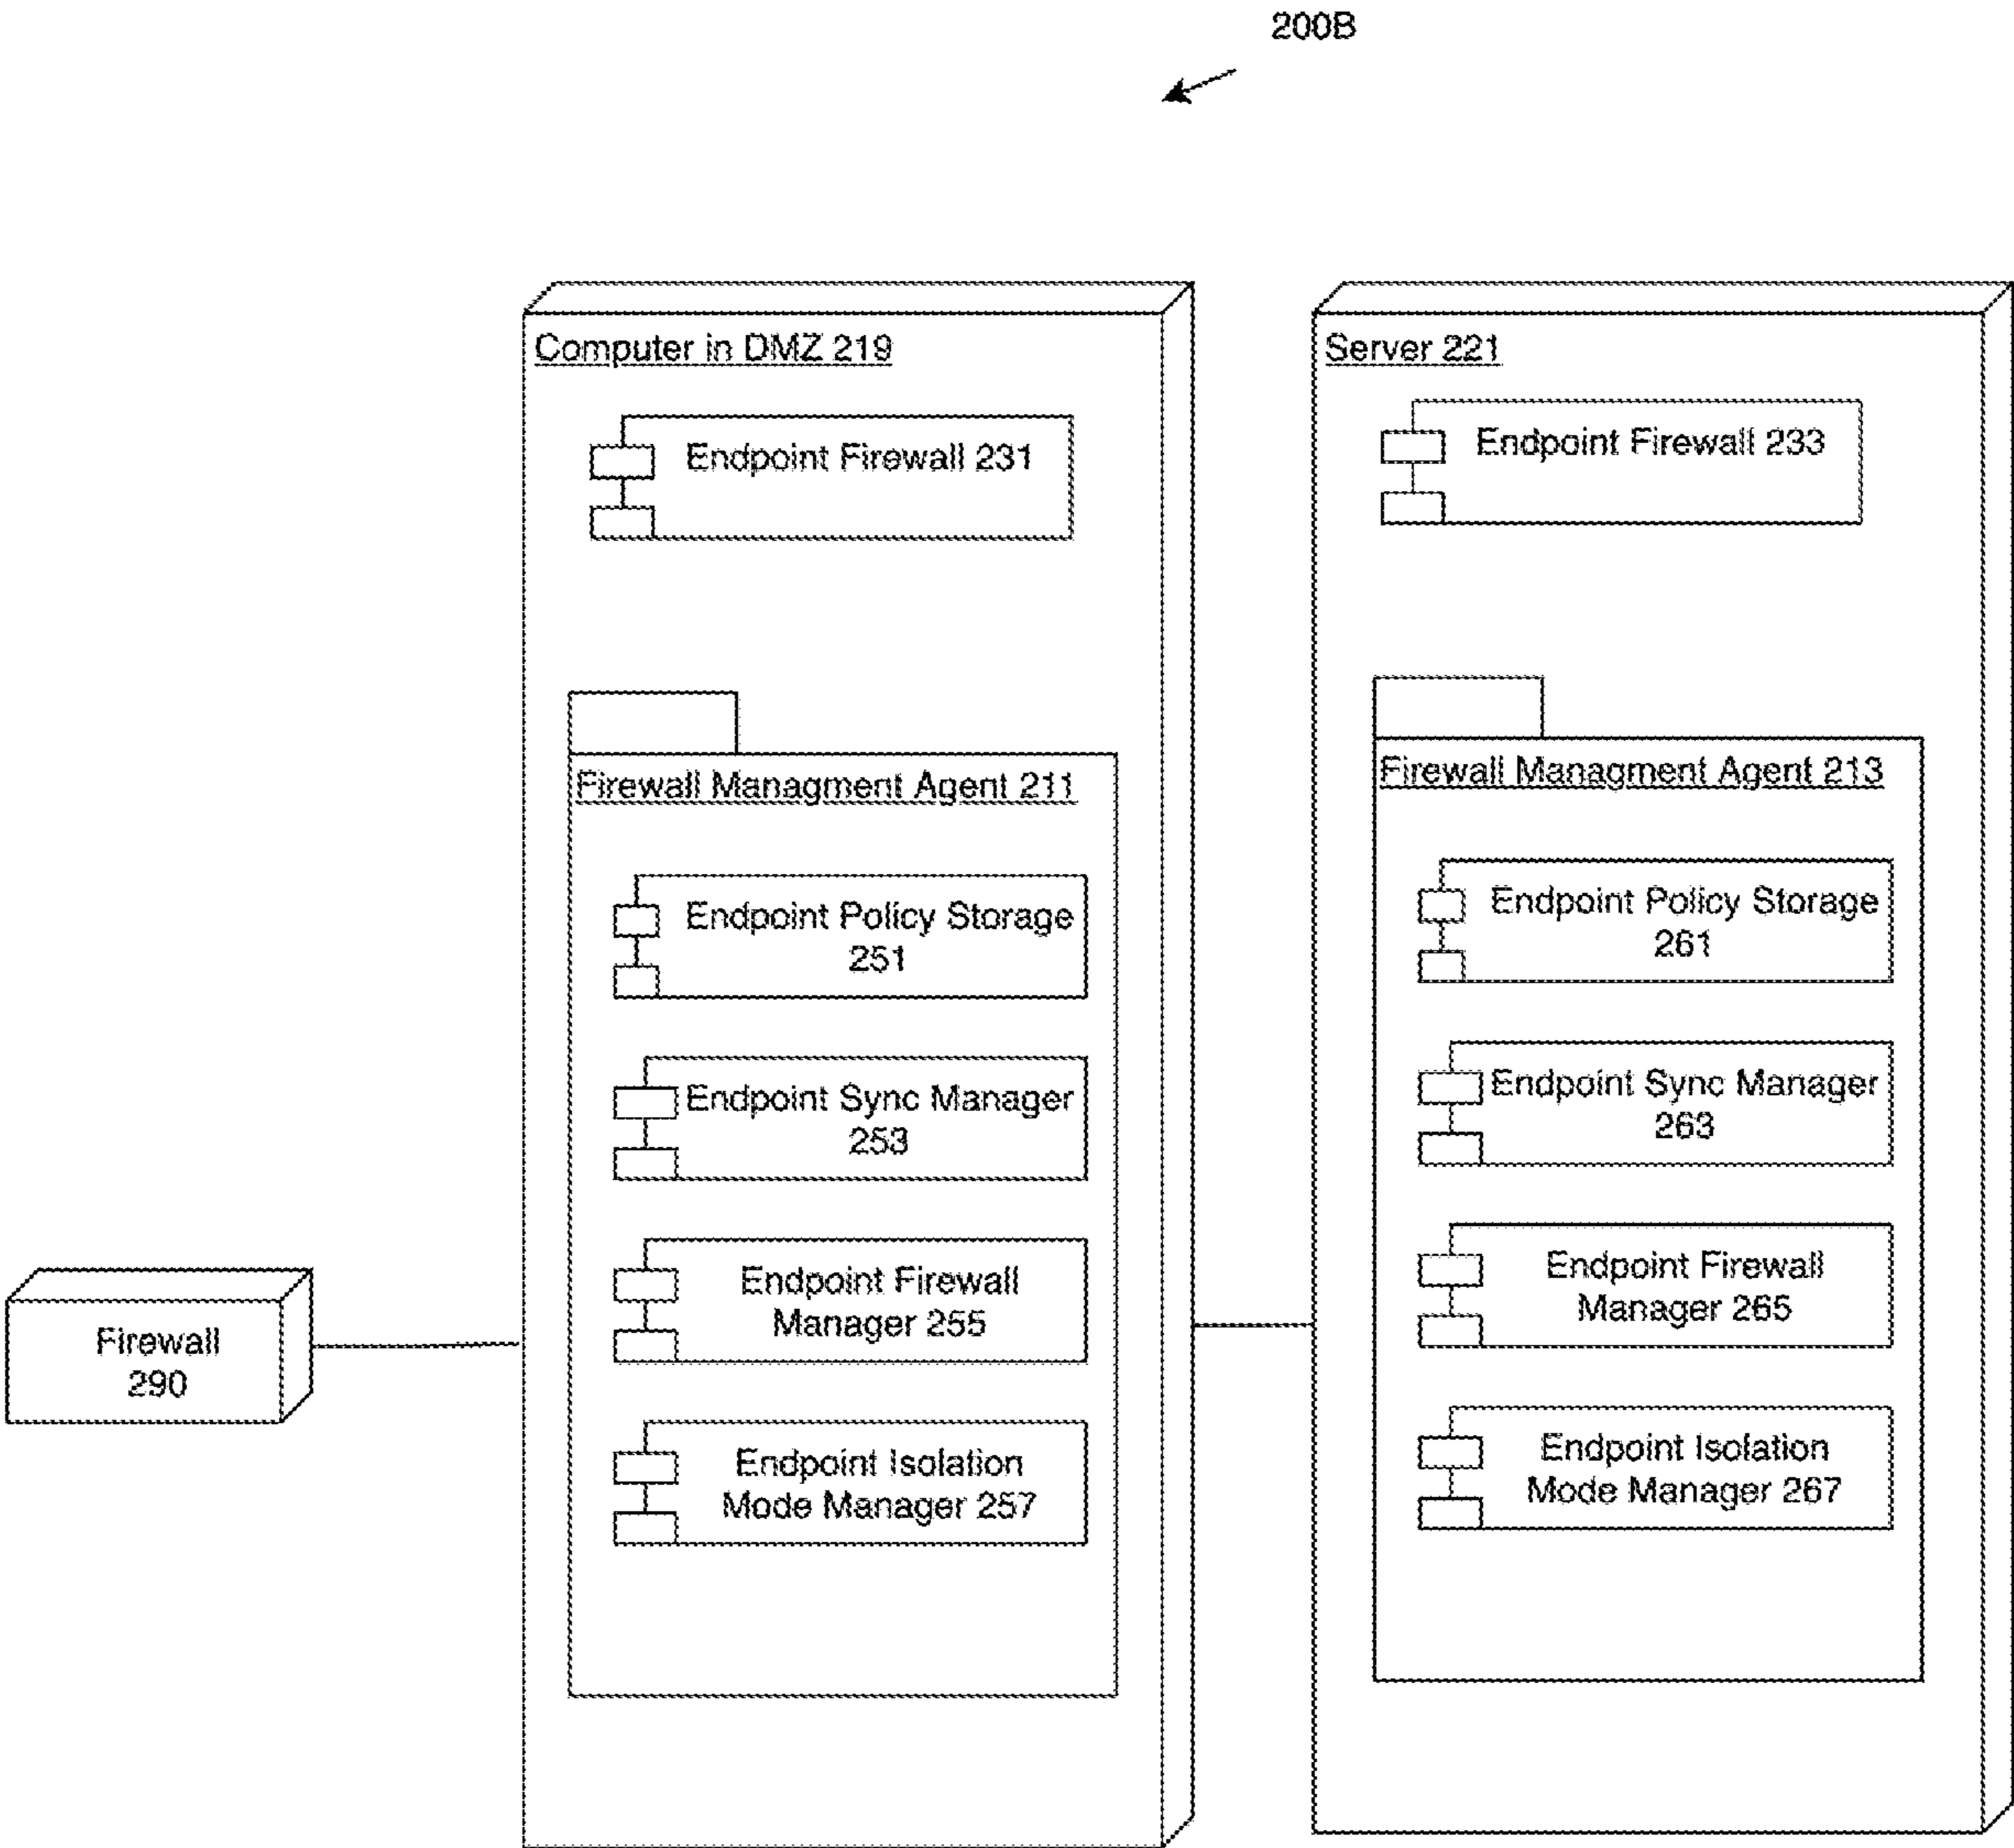 200B
Computer in DMZ 219
Endpoint Firewall 231
Firewall Managment Agent 211
Endpoint Policy Storage
251
Endpoint Sync Manager
253
Endpoint Firewall
Manager 255
Endpoint Isolation
Mode Manager 257
Server 221
Endpoint Firewall 233
Firewall Managment Agent 213
Endpoint Policy Storage
261
Endpoint Sync Manager
263
Endpoint Firewall
Manager 265
Endpoint Isolation
Mode Manager 267
Firewall
290